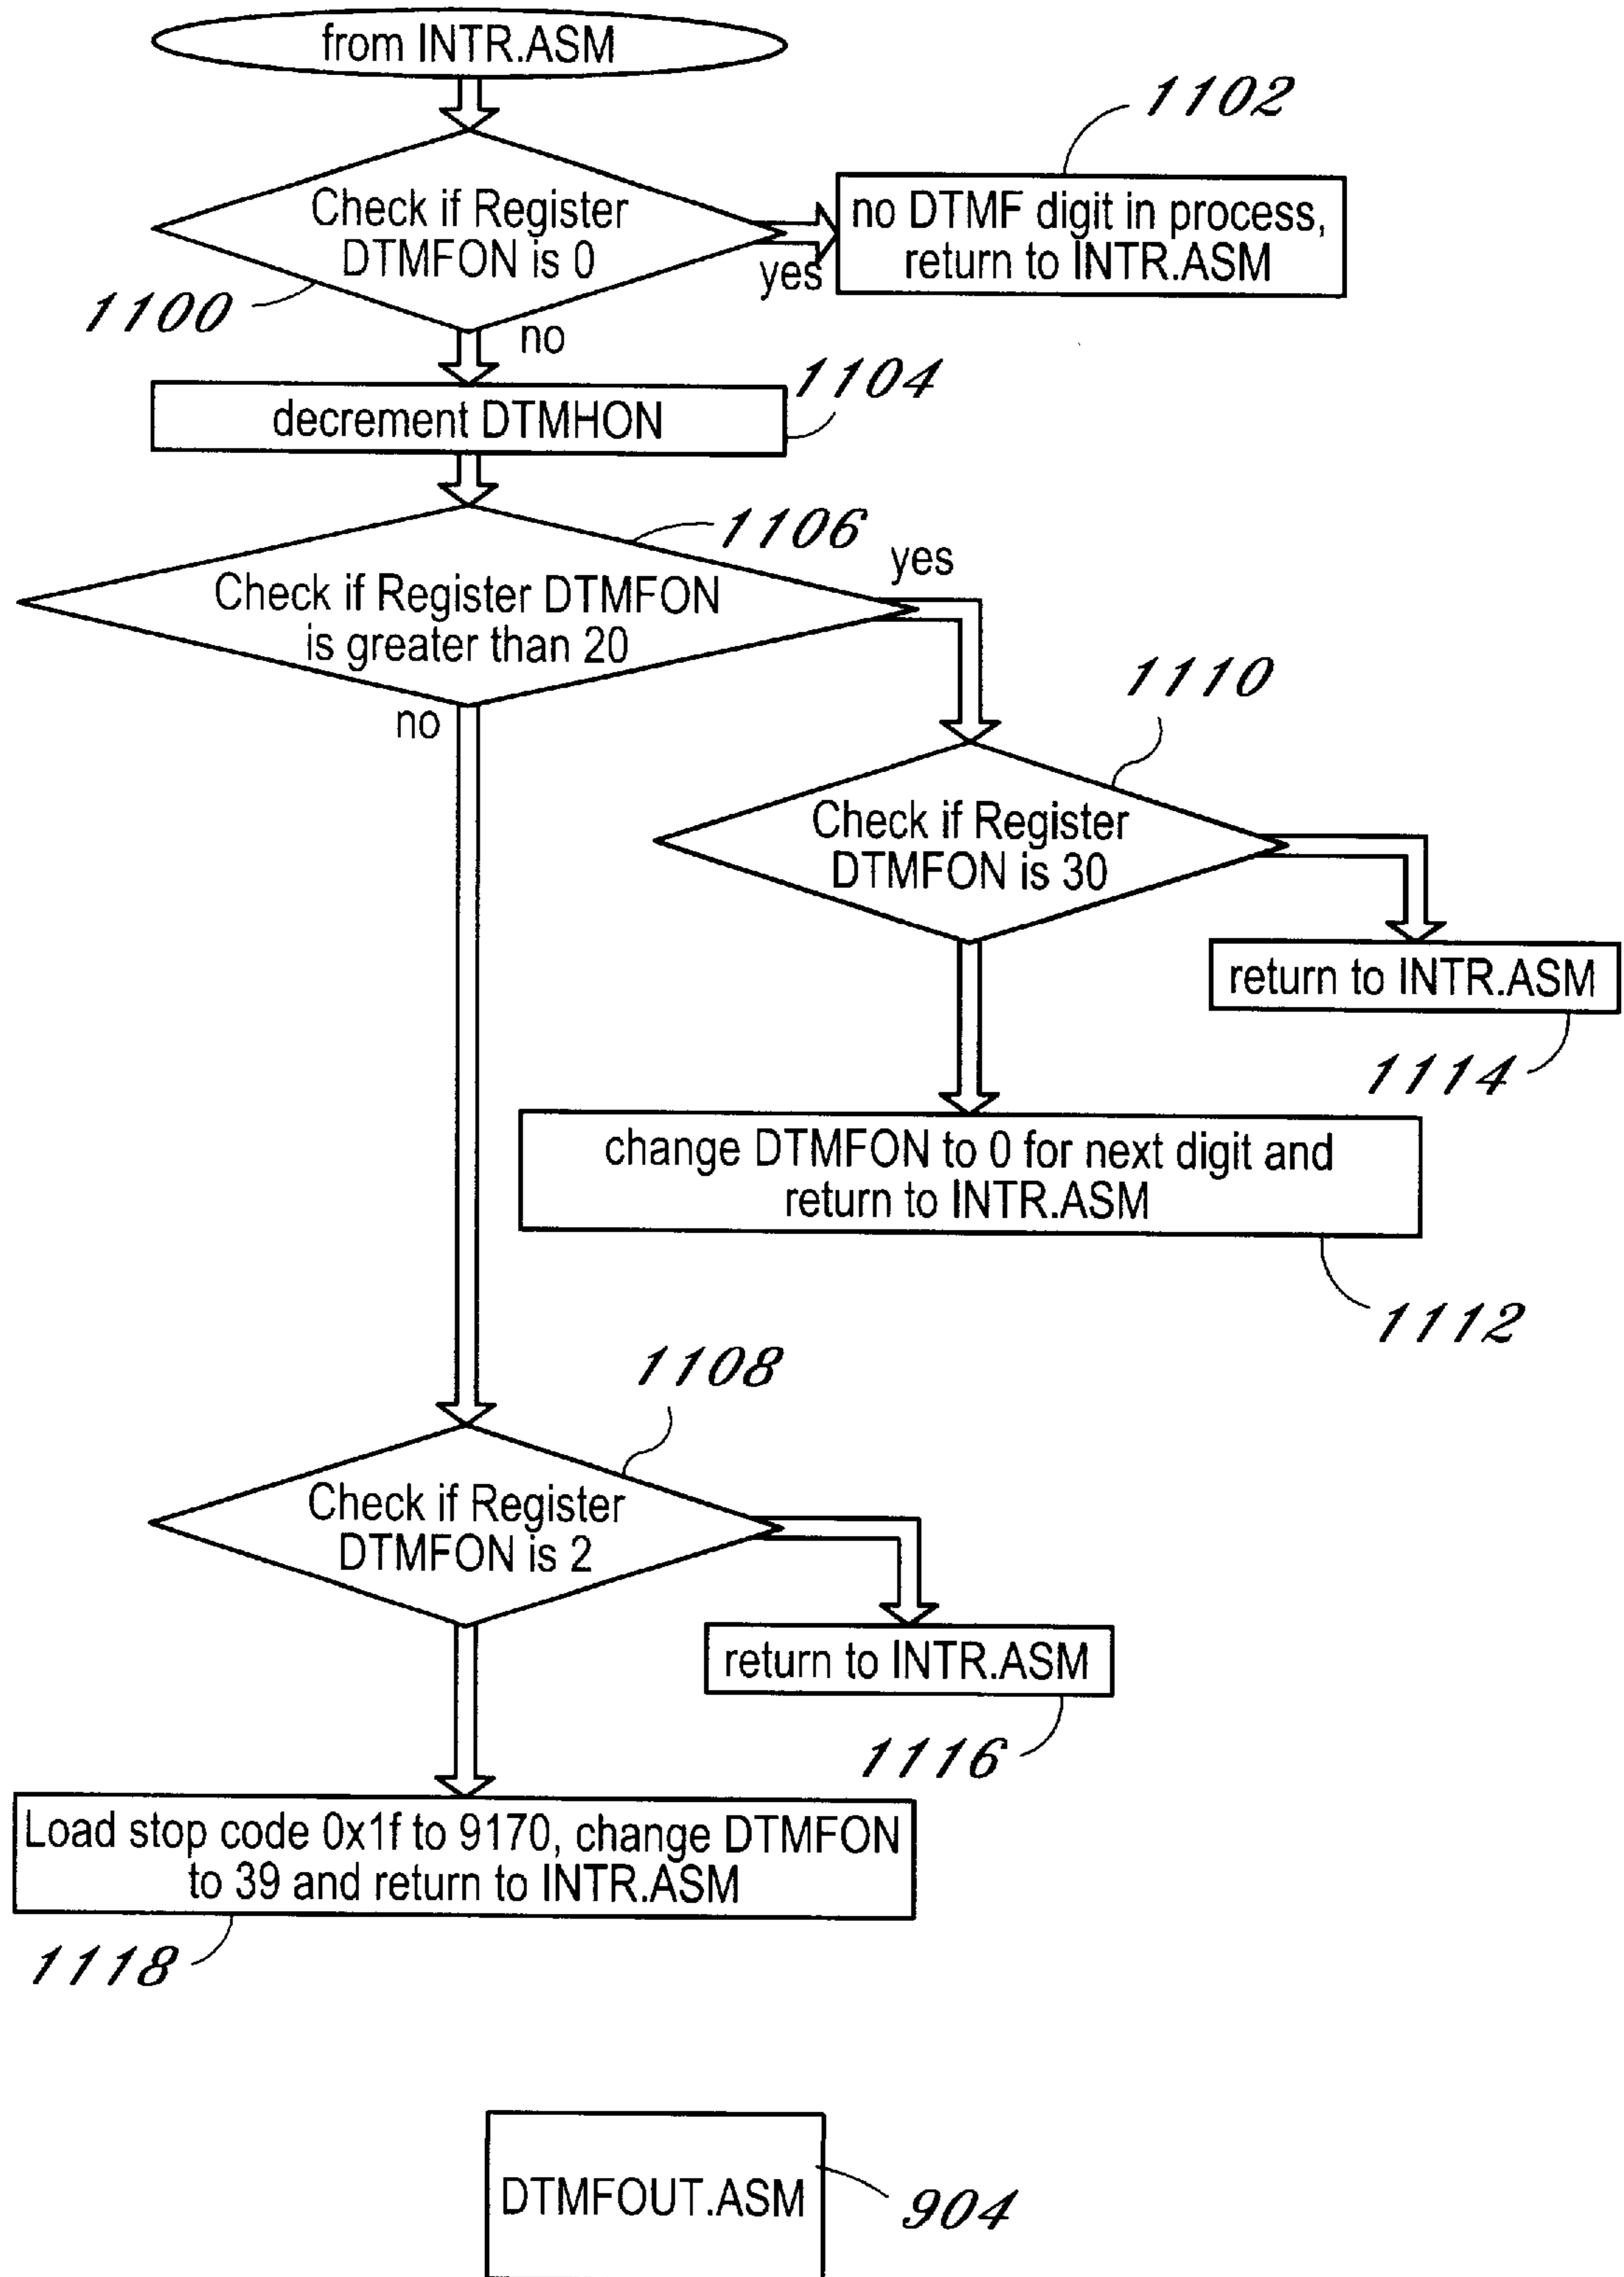 from INTR.ASM
1102
Check if Register
DTMFON is 0
no DTMF digit in process,
return to INTR.ASM
yes
1100
no
1104
decrement DTMHON
1106
yes
Check if Register DTMFON
is greater than 20
no
1110
Check if Register
DTMFON is 30
return to INTR.ASM
1114
change DTMFON to 0 for next digit and
return to INTR.ASM
1112
1108
Check if Register
DTMFON is 2
return to INTR.ASM
1116
Load stop code 0x1f to 9170, change DTMFON
to 39 and return to INTR.ASM
1118
DTMFOUT.ASM
904